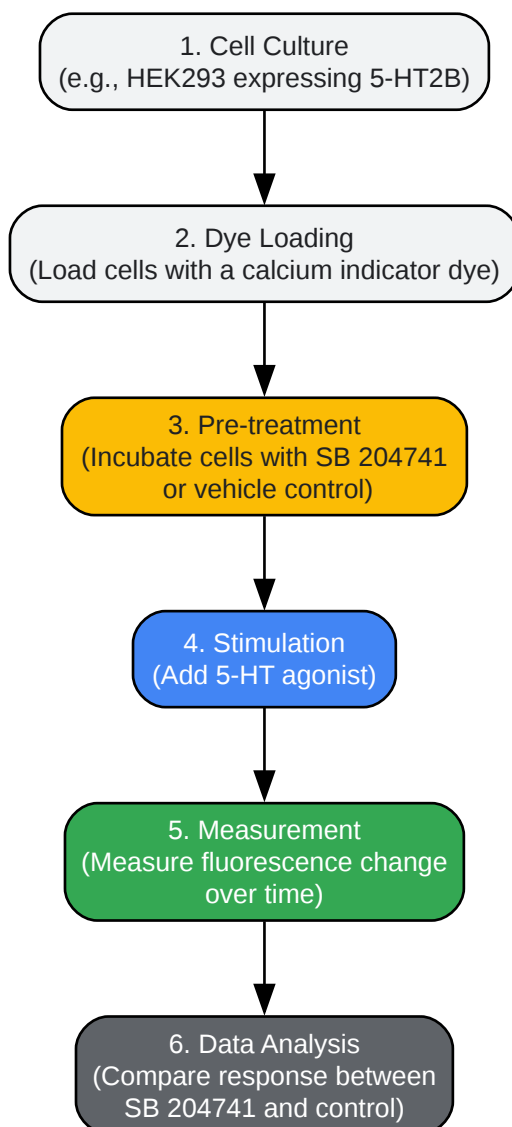 1. Cell Culture
(e.g., HEK293 expressing 5-HT2B)
2. Dye Loading
(Load cells with a calcium indicator dye)
3. Pre-treatment
(Incubate cells with SB 204741
or vehicle control)
4. Stimulation
(Add 5-HT agonist)
5. Measurement
(Measure fluorescence change
over time)
6. Data Analysis
(Compare response between
SB 204741 and control)